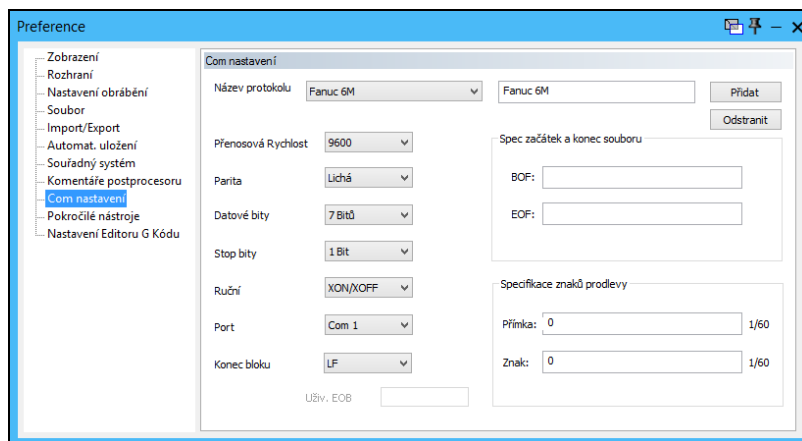 Preference
Zobrazení
Rozhraní
Nastavení obrábění
Soubor
Import/Export
Automat. uložení
Souřadný systém
Komentáře postprocesoru
Com nastavení
Pokročilé nástroje
Nastavení Editoru G Kódu
Com nastavení
Název protokolu Fanuc 6M Fanuc 6M Přidat
Odstranit
Přenosová Rychlost 9600
Parita Lichá
Datové bity 7 Bitů
Stop bity 1 Bit
Ruční XON/XOFF
Port Com 1
Konec bloku LF
Uživ. EOB
Spec začátek a konec souboru
BOF:
EOF:
Specifikace znaků prodlevy
Přímka: 0 1/60
Znak: 0 1/60